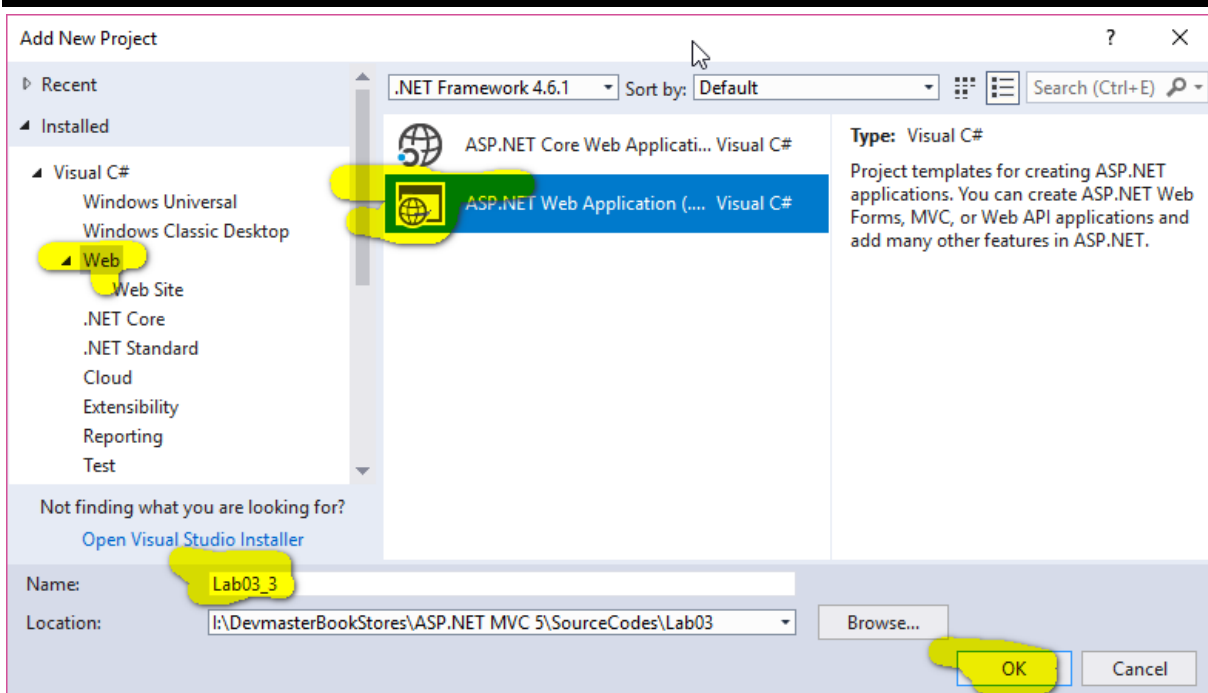 Add New Project
?
Recent
Installed
Visual C#
Windows Universal
Windows Classic Desktop
Web
Web Site
.NET Core
.NET Standard
Cloud
Extensibility
Reporting
Test
Not finding what you are looking for?
Open Visual Studio Installer
.NET Framework 4.6.1
Sort by: Default
Search (Ctrl+E)
ASP.NET Core Web Applicati... Visual C#
ASP.NET Web Application (.... Visual C#
Type: Visual C#
Project templates for creating ASP.NET
applications. You can create ASP.NET Web
Forms, MVC, or Web API applications and
add many other features in ASP.NET.
Name: Lab03_3
Location: I:\DevmasterBookStores\ASP.NET MVC 5\SourceCodes\Lab03
Browse...
OK
Cancel